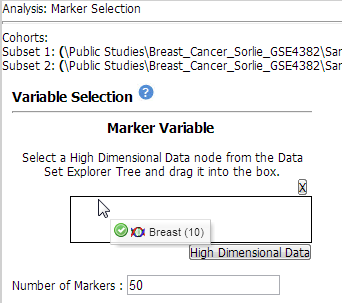 Analysis: Marker Selection
Cohorts:
Subset 1: (\Public Studies\Breast_Cancer_Sorlie_GSE4382\Sar
Subset 2: (\Public Studies\Breast_Cancer_Sorlie_GSE4382\Sar
Variable Selection ?
Marker Variable
Select a High Dimensional Data node from the Data
Set Explorer Tree and drag it into the box.
X
Breast (10)
High Dimensional Data
Number of Markers : 50